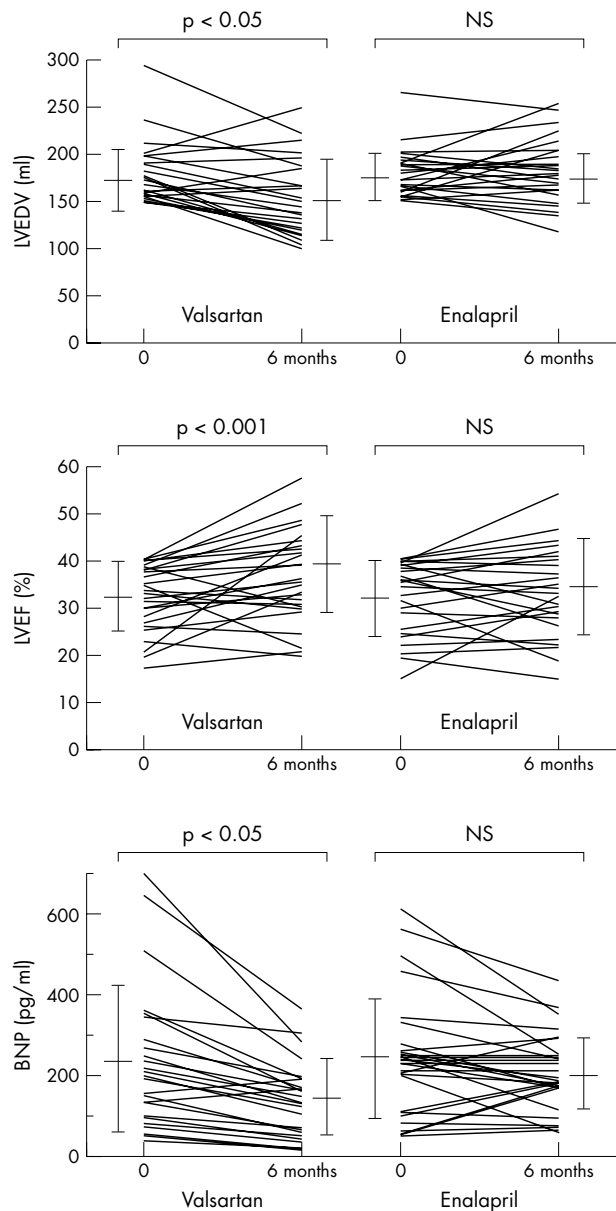 p < 0.05 NS
300
250
200
150
100
50
0
LVEDV (ml)
Valsartan Enalapril
0 6 months 0 6 months
p < 0.001 NS
60
50
40
30
20
10
0
LVEF (%)
Valsartan Enalapril
0 6 months 0 6 months
p < 0.05 NS
600
400
200
0
BNP (pg/ml)
0 6 months 0 6 months
Valsartan Enalapril